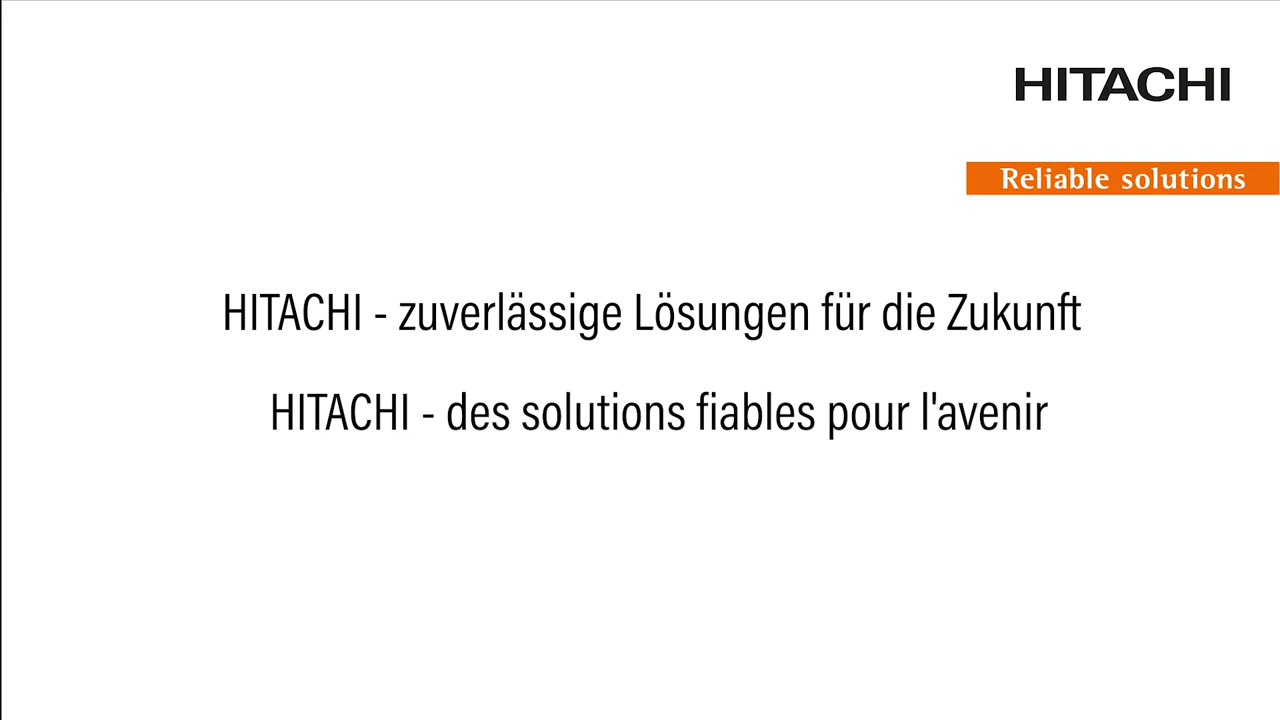 HITACHI
Reliable solutions
HITACHI - zuverlässige Lösungen für die Zukunft
HITACHI - des solutions fiables pour l'avenir